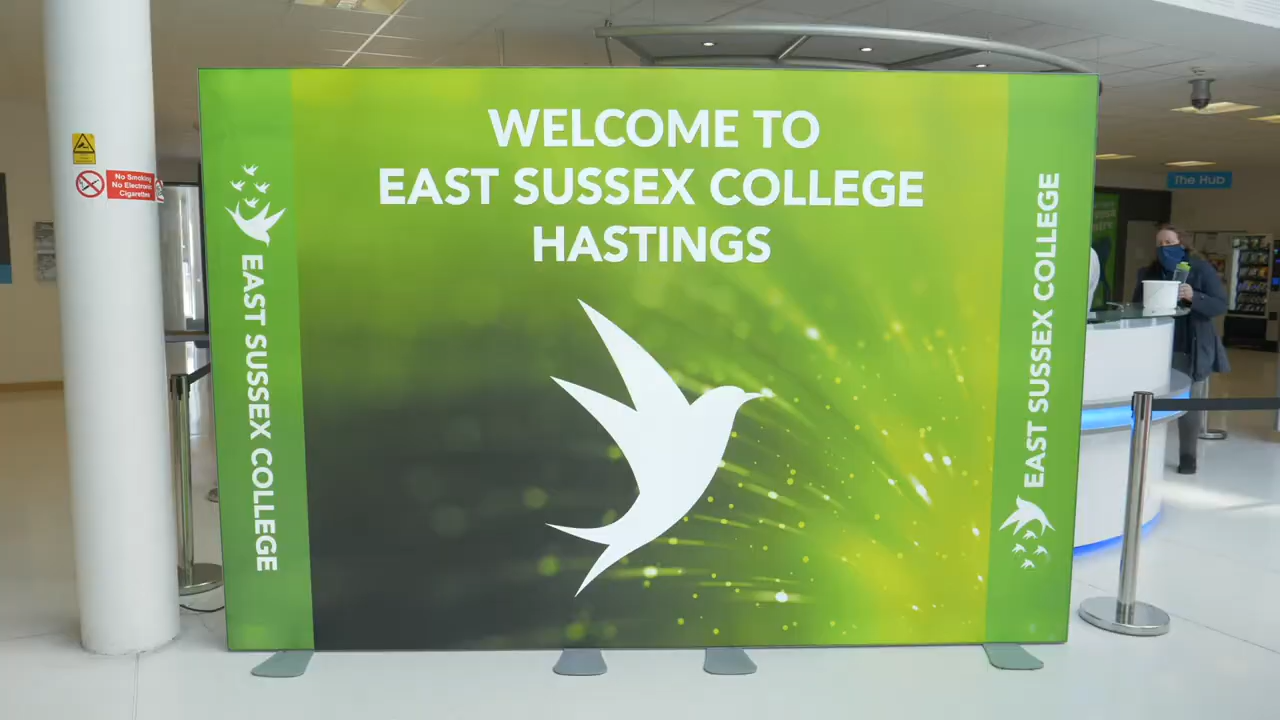 WELCOME TO
EAST SUSSEX COLLEGE
HASTINGS
EAST SUSSEX COLLEGE
EAST SUSSEX COLLEGE
No Smoking
No Electronic
Cigarettes
The Hub